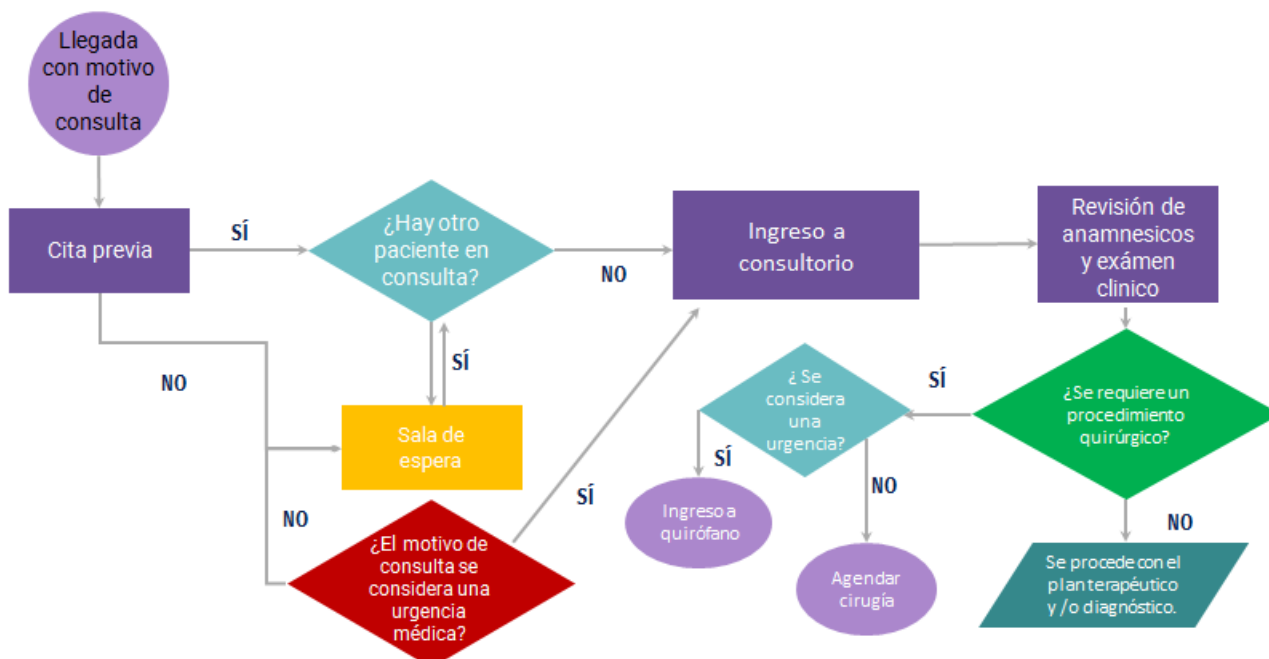 Llegada
con motivo
de
consulta
Cita previa
SÍ
¿Hay otro
paciente en
consulta?
NO
Ingreso a
consultorio
Revisión de
anamnesicos
y exámen
clinico
NO
SÍ
Sala de
espera
NO
¿El motivo de
consulta se
considera una
urgencia
médica?
SÍ
¿ Se
considera
una
urgencia?
SÍ
¿Se requiere un
procedimiento
quirúrgico?
SÍ
Ingreso a
quirófano
NO
Agendar
cirugía
NO
Se procede con el
plan terapéutico
y /o diagnóstico.